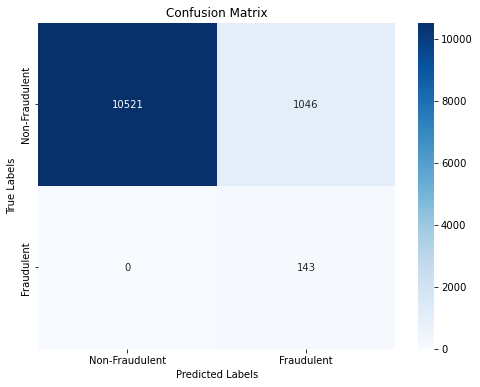 Confusion Matrix
True Labels
Non-Fraudulent
Fraudulent
10521
1046
0
143
Non-Fraudulent
Fraudulent
Predicted Labels
10000
8000
6000
4000
2000
0